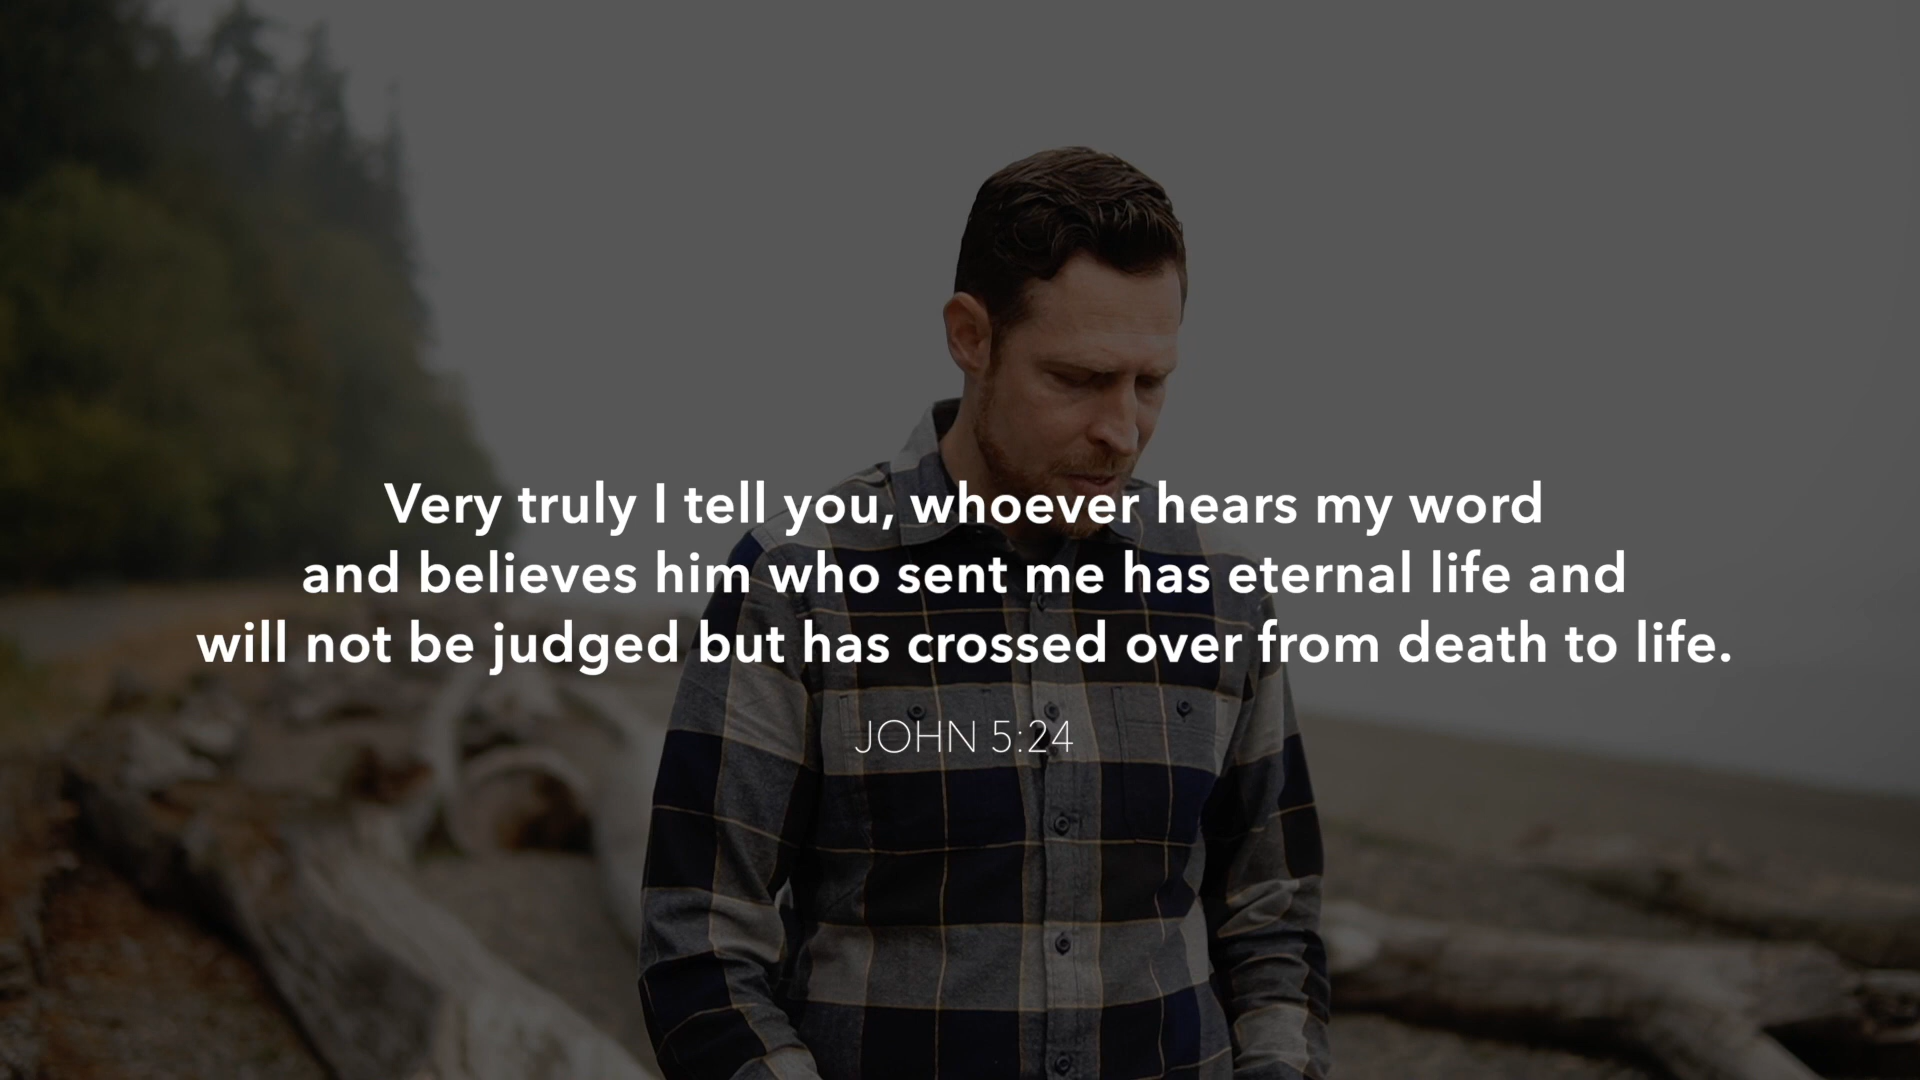 Very truly I tell you, whoever hears my word
and believes him who sent me has eternal life and
will not be judged but has crossed over from death to life.
JOHN 5:24